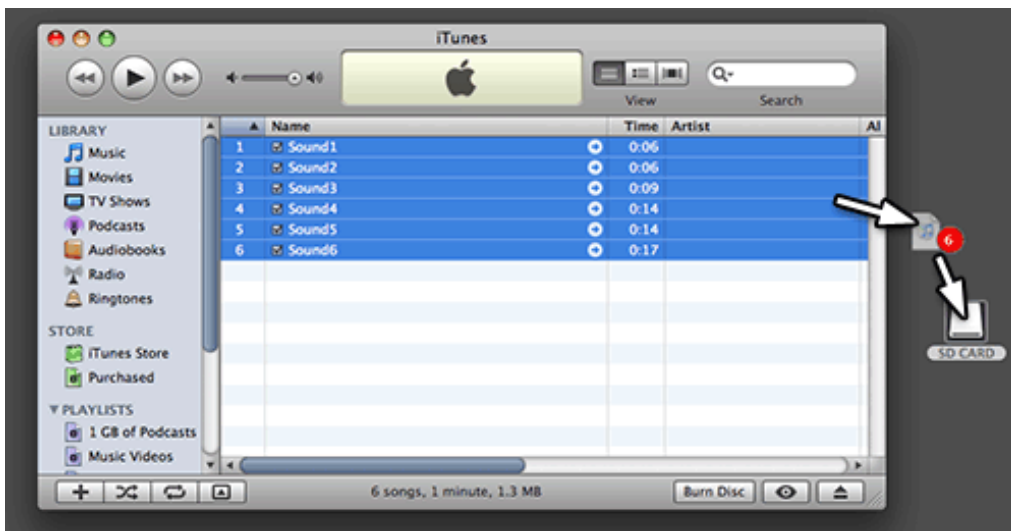 iTunes
View
Search
LIBRARY
Music
Movies
TV Shows
Podcasts
Audiobooks
Radio
Ringtones
STORE
iTunes Store
Purchased
PLAYLISTS
1 GB of Podcasts
Music Videos
Name Time Artist Al
1 Sound1 0:06
2 Sound2 0:06
3 Sound3 0:09
4 Sound4 0:14
5 Sound5 0:14
6 Sound6 0:17
6
SD CARD
6 songs, 1 minute, 1.3 MB
Burn Disc